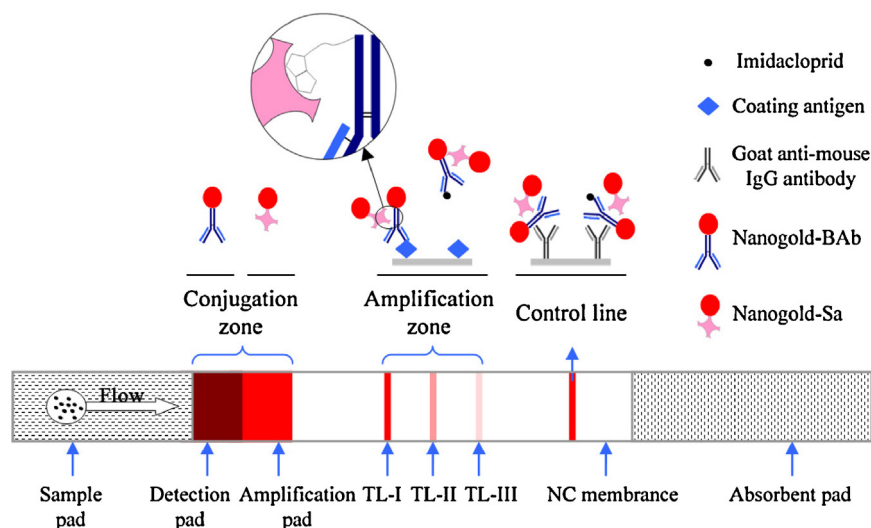 Imidacloprid
Coating antigen
Goat anti-mouse
IgG antibody
Nanogold-BAb
Nanogold-Sa
Conjugation
zone
Amplification
zone
Control line
Flow
Sample
pad
Detection
pad
Amplification
pad
TL-I
TL-II
TL-III
NC membrance
Absorbent pad